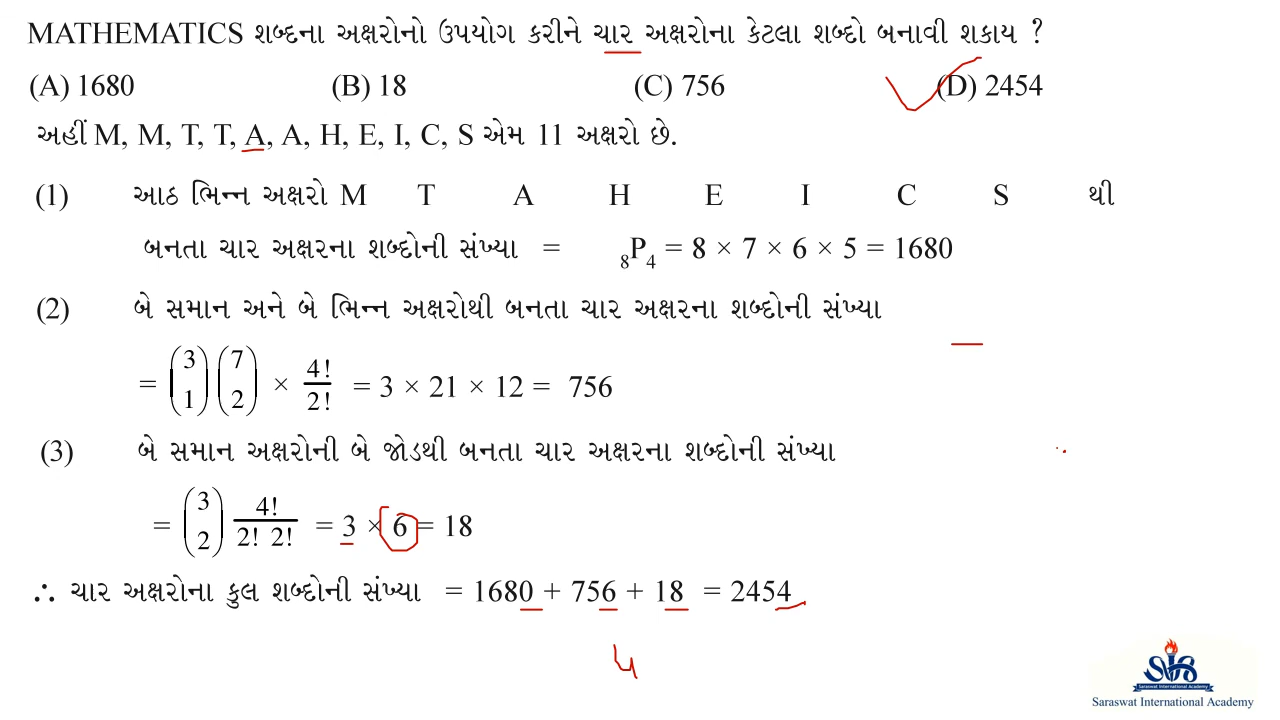 MATHEMATICS શબ્દના અક્ષરોનો ઉપયોગ કરીને ચાર અક્ષરોના કેટલા શબ્દો બનાવી શકાય ?
(A) 1680 (B) 18 (C) 756 (D) 2454
અહીં M, M, T, T, A, A, H, E, I, C, S એમ 11 અક્ષરો છે.
(1) આઠ ભિન્ન અક્ષરો M T A H E I C S થી
બનતા ચાર અક્ષરના શબ્દોની સંખ્યા = ₈P₄ = 8 × 7 × 6 × 5 = 1680
(2) બે સમાન અને બે ભિન્ન અક્ષરોથી બનતા ચાર અક્ષરના શબ્દોની સંખ્યા
= (3 1) (7 2) × 4!/2! = 3 × 21 × 12 = 756
(3) બે સમાન અક્ષરોની બે જોડથી બનતા ચાર અક્ષરના શબ્દોની સંખ્યા
= (3 2) 4!/2! 2! = 3 × 6 = 18
∴ ચાર અક્ષરોના કુલ શબ્દોની સંખ્યા = 1680 + 756 + 18 = 2454
SIA
Saraswat International Academy
Saraswat International Academy